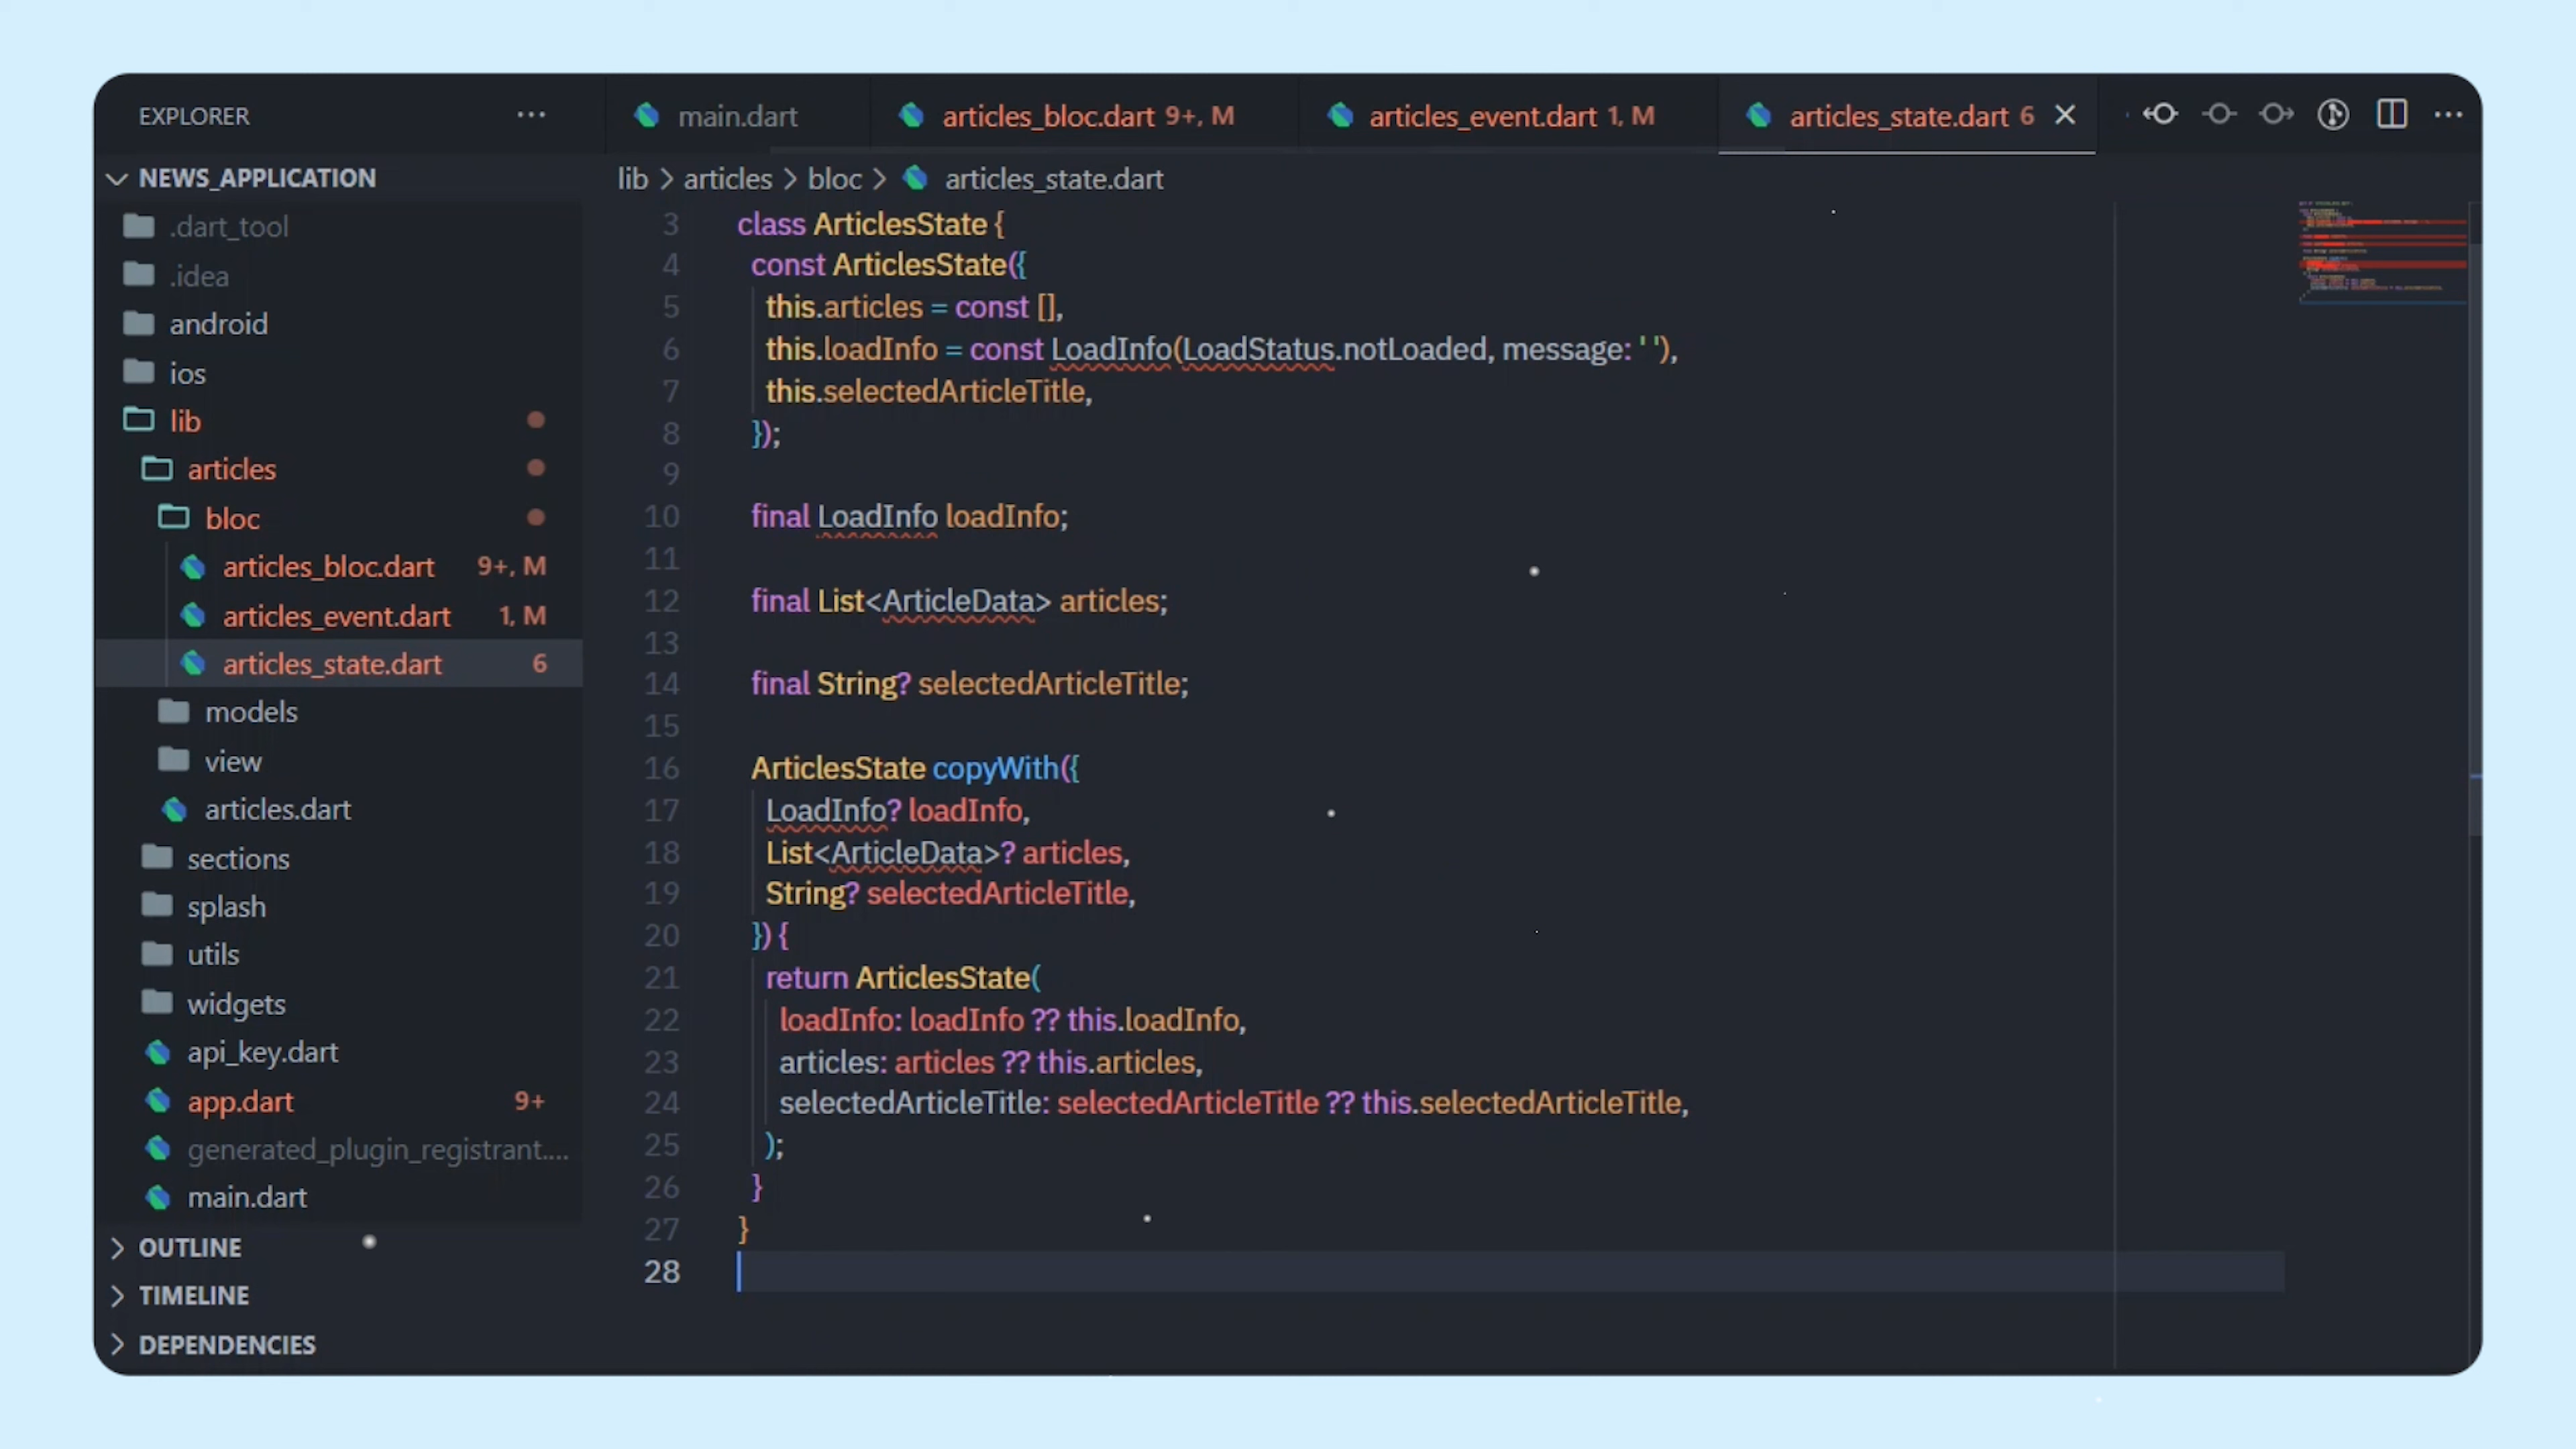 EXPLORER ...
NEWS_APPLICATION
.dart_tool
.idea
android
ios
lib
articles
bloc
articles_bloc.dart 9+, M
articles_event.dart 1, M
articles_state.dart 6
models
view
articles.dart
sections
splash
utils
widgets
api_key.dart
app.dart 9+
generated_plugin_registrant....
main.dart
OUTLINE
TIMELINE
DEPENDENCIES
main.dart articles_bloc.dart 9+, M articles_event.dart 1, M articles_state.dart 6
lib > articles > bloc > articles_state.dart
3 class ArticlesState {
4 const ArticlesState({
5 this.articles = const [],
6 this.loadInfo = const LoadInfo(LoadStatus.notLoaded, message: ' '),
7 this.selectedArticleTitle,
8 });
9
10 final LoadInfo loadInfo;
11
12 final List<ArticleData> articles;
13
14 final String? selectedArticleTitle;
15
16 ArticlesState copyWith({
17 LoadInfo? loadInfo,
18 List<ArticleData>? articles,
19 String? selectedArticleTitle,
20 }) {
21 return ArticlesState(
22 loadInfo: loadInfo ?? this.loadInfo,
23 articles: articles ?? this.articles,
24 selectedArticleTitle: selectedArticleTitle ?? this.selectedArticleTitle,
25 );
26 }
27 }
28